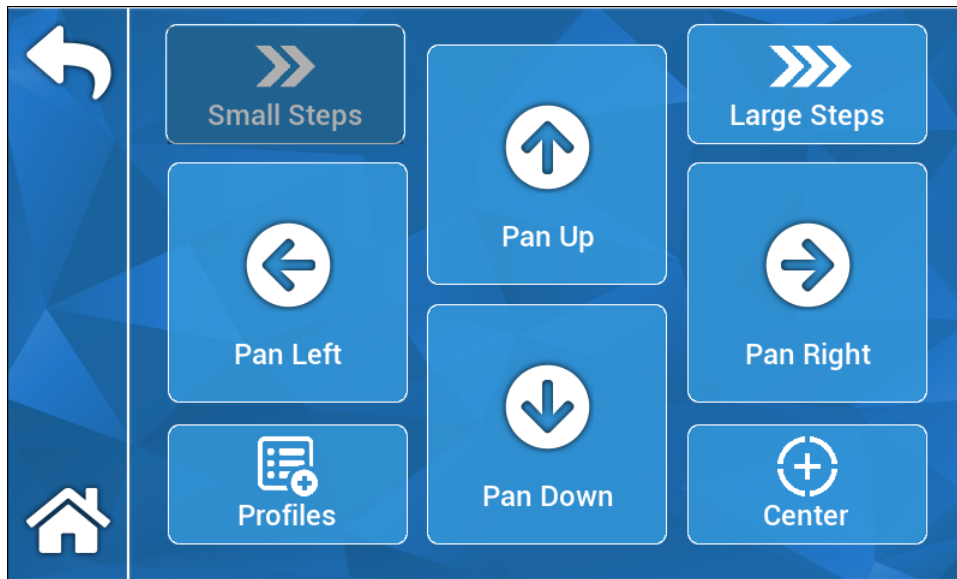 Small Steps
Large Steps
Pan Up
Pan Left
Pan Right
Pan Down
Profiles
Center